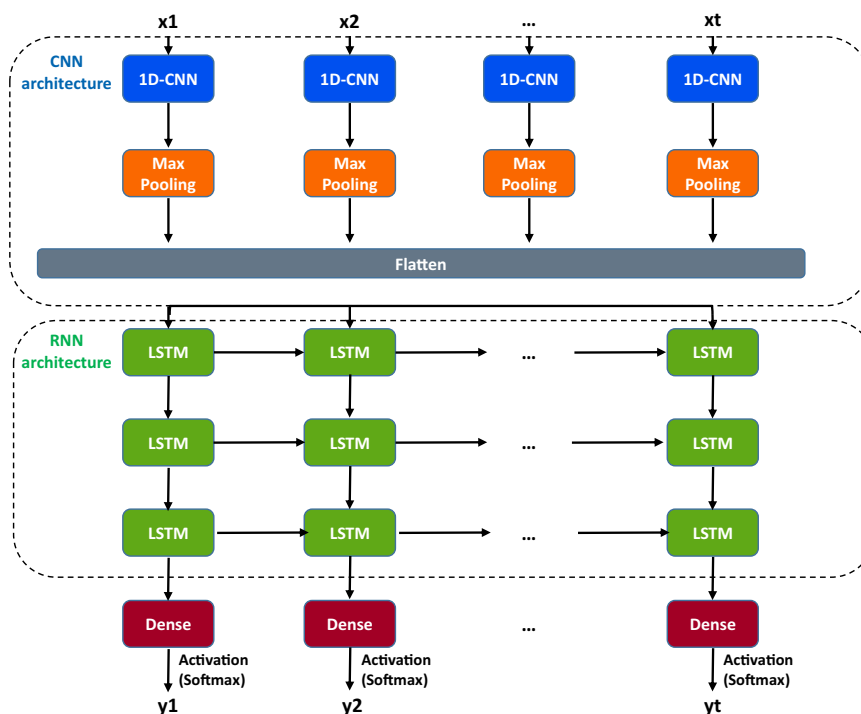 x1 x2 ... xt
CNN
architecture
1D-CNN 1D-CNN 1D-CNN 1D-CNN
Max Max Max Max
Pooling Pooling Pooling Pooling
Flatten
RNN
architecture
LSTM LSTM ... LSTM
LSTM LSTM ... LSTM
LSTM LSTM ... LSTM
Dense Dense ... Dense
Activation Activation Activation
(Softmax) (Softmax) (Softmax)
y1 y2 yt